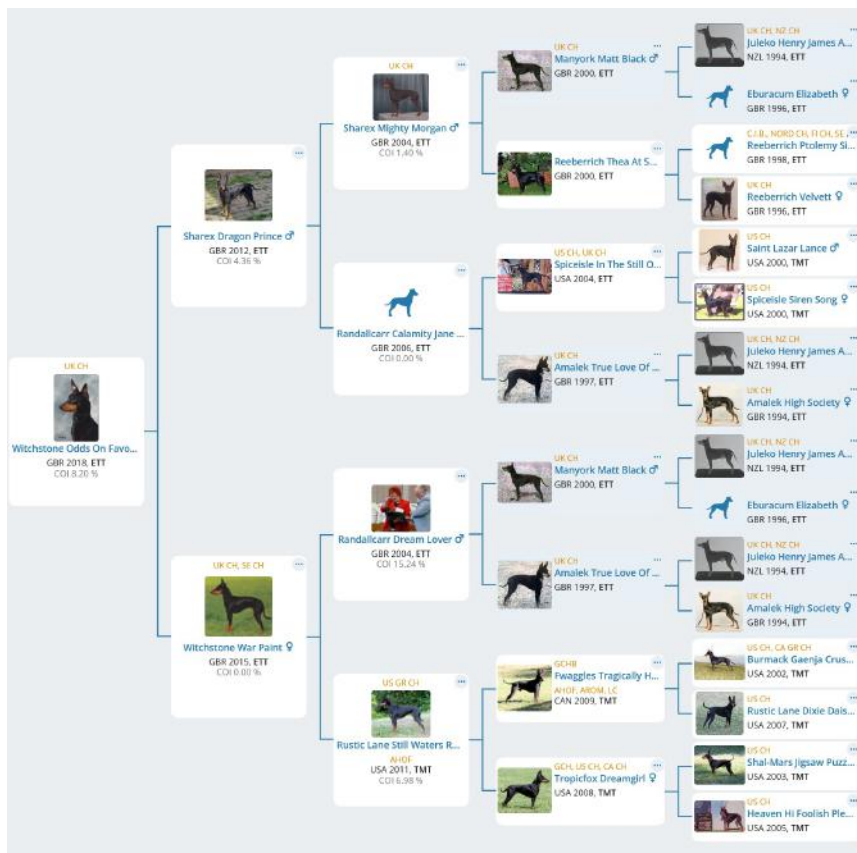 UK CH
Witchstone Odds On Favo...
GBR 2018, ETT
COI 8.20 %
Sharex Dragon Prince ♂
GBR 2012, ETT
COI 4.36 %
UK CH, SE CH
Witchstone War Paint ♀
GBR 2015, ETT
COI 0.00 %
UK CH
Sharex Mighty Morgan ♂
GBR 2004, ETT
COI 1.40 %
Randallcarr Calamity Jane ...
GBR 2006, ETT
COI 0.00 %
Randallcarr Dream Lover ♂
GBR 2004, ETT
COI 15.24 %
US GR CH
Rustic Lane Still Waters R...
AHOF
USA 2011, TMT
COI 6.98 %
UK CH
Manyork Matt Black ♂
GBR 2000, ETT
Reeberrich Thea At S...
GBR 2000, ETT
US CH, UK CH
Spiceisle In The Still O...
USA 2004, ETT
UK CH
Amalek True Love Of ...
GBR 1997, ETT
UK CH
Manyork Matt Black ♂
GBR 2000, ETT
UK CH
Amalek True Love Of ...
GBR 1997, ETT
GCHB
Fwaggles Tragically H...
AHOF, AROM, LC
CAN 2009, TMT
GCH, US CH, CA CH
Tropicfox Dreamgirl ♀
USA 2008, TMT
UK CH, NZ CH
Juleko Henry James A...
NZL 1994, ETT
Eburacum Elizabeth ♀
GBR 1996, ETT
C.I.B., NORD CH, FI CH, SE
Reeberrich Ptolemy Si...
GBR 1998, ETT
UK CH
Reeberrich Velvett ♀
GBR 1996, ETT
US CH
Saint Lazar Lance ♂
USA 2000, TMT
US CH
Spiceisle Siren Song ♀
USA 2000, TMT
UK CH, NZ CH
Juleko Henry James A...
NZL 1994, ETT
UK CH
Amalek High Society ♀
GBR 1994, ETT
UK CH, NZ CH
Juleko Henry James A...
NZL 1994, ETT
Eburacum Elizabeth ♀
GBR 1996, ETT
UK CH, NZ CH
Juleko Henry James A...
NZL 1994, ETT
UK CH
Amalek High Society ♀
GBR 1994, ETT
US CH, CA GR CH
Burmack Gaenja Crus...
USA 2002, TMT
Rustic Lane Dixie Dais...
USA 2007, TMT
US CH
Shal-Mars Jigsaw Puzz...
USA 2003, TMT
US CH
Heaven Hi Foolish Ple...
USA 2005, TMT